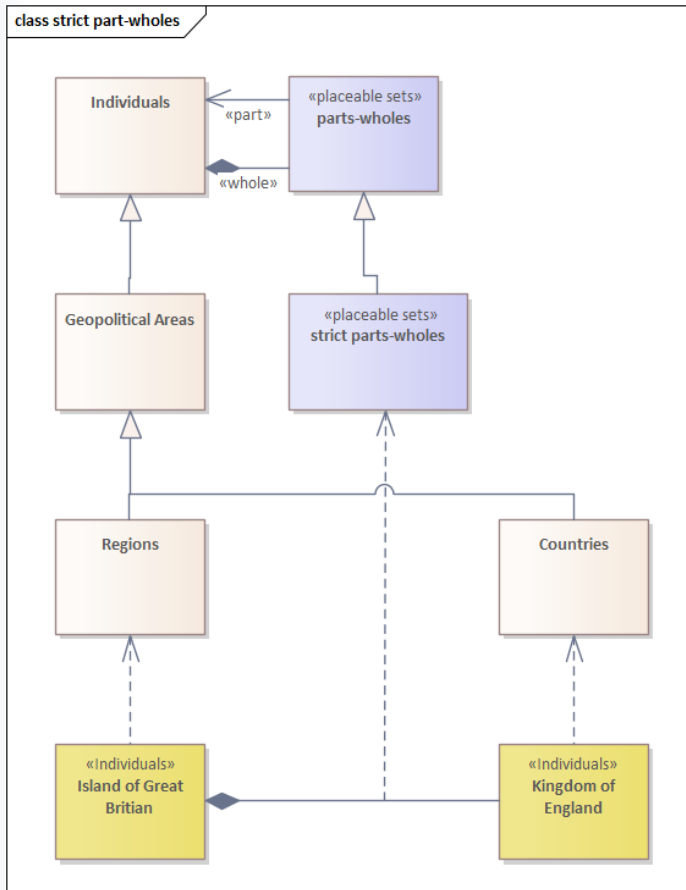 class strict part-wholes
Individuals
«part»
«whole»
«placeable sets»
parts-wholes
Geopolitical Areas
«placeable sets»
strict parts-wholes
Regions
Countries
«Individuals»
Island of Great
Britian
«Individuals»
Kingdom of
England